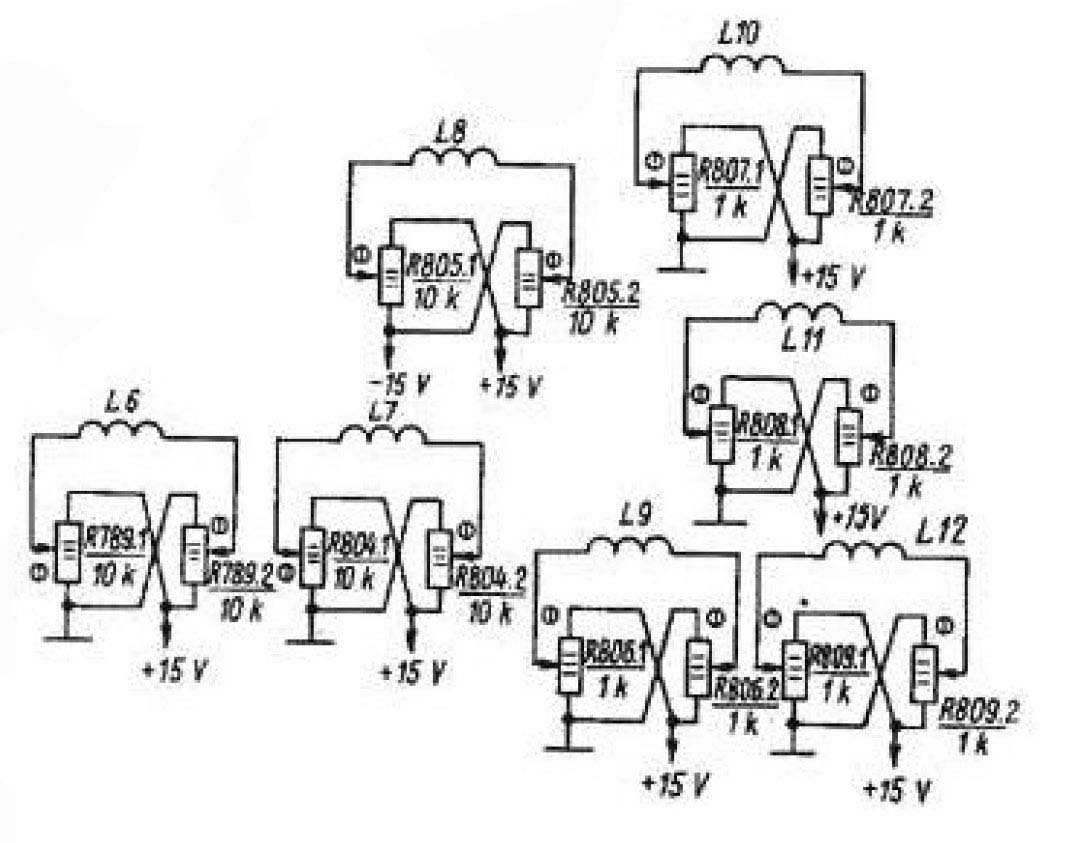 L10
R807.1
1 k
R807.2
1 k
+15 V
L8
R805.1
10 k
R805.2
10 k
-15 V
+15 V
L11
R808.1
1 k
R808.2
1 k
+15V
L6
R789.1
10 k
R789.2
10 k
+15 V
L7
R804.1
10 k
R804.2
10 k
+15 V
L9
R806.1
1 k
R806.2
1 k
+15 V
L12
R809.1
1 k
R809.2
1 k
+15 V